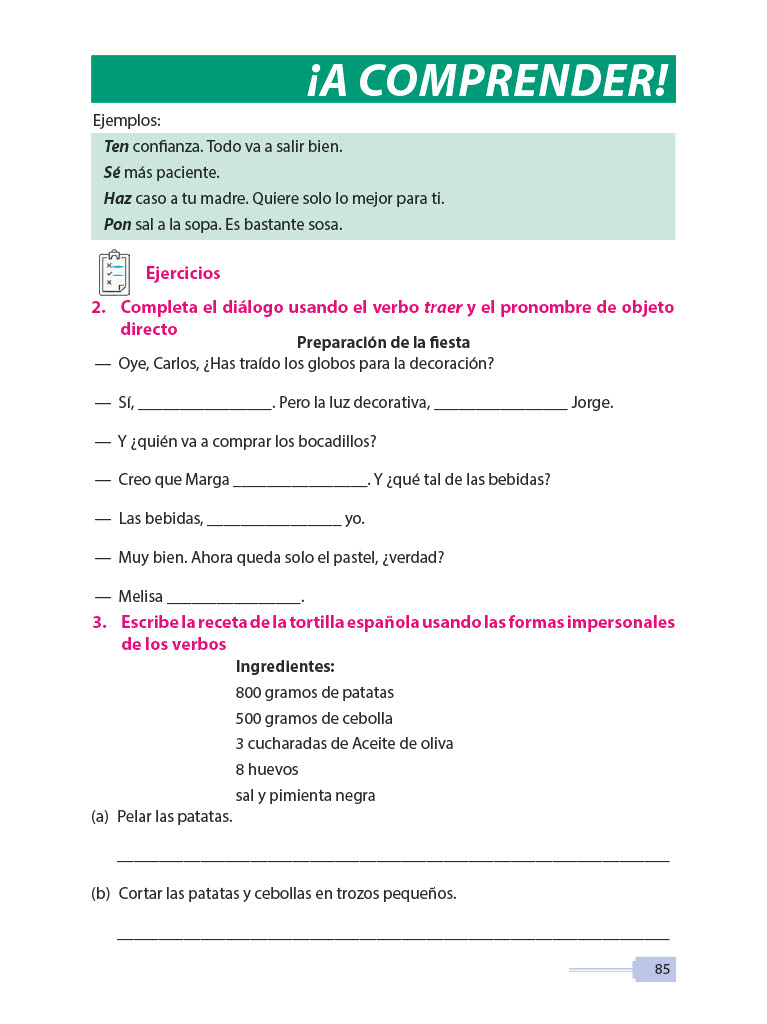 ¡A COMPRENDER!
Ejemplos:
Ten confianza. Todo va a salir bien.
Sé más paciente.
Haz caso a tu madre. Quiere solo lo mejor para ti.
Pon sal a la sopa. Es bastante sosa.
Ejercicios
2. Completa el diálogo usando el verbo traer y el pronombre de objeto
directo
Preparación de la fiesta
— Oye, Carlos, ¿Has traído los globos para la decoración?
— Sí, ________________. Pero la luz decorativa, ________________ Jorge.
— Y ¿quién va a comprar los bocadillos?
— Creo que Marga ________________. Y ¿qué tal de las bebidas?
— Las bebidas, ________________ yo.
— Muy bien. Ahora queda solo el pastel, ¿verdad?
— Melisa ________________.
3. Escribe la receta de la tortilla española usando las formas impersonales
de los verbos
Ingredientes:
800 gramos de patatas
500 gramos de cebolla
3 cucharadas de Aceite de oliva
8 huevos
sal y pimienta negra
(a) Pelar las patatas.
__________________________________________________________________
(b) Cortar las patatas y cebollas en trozos pequeños.
__________________________________________________________________
85